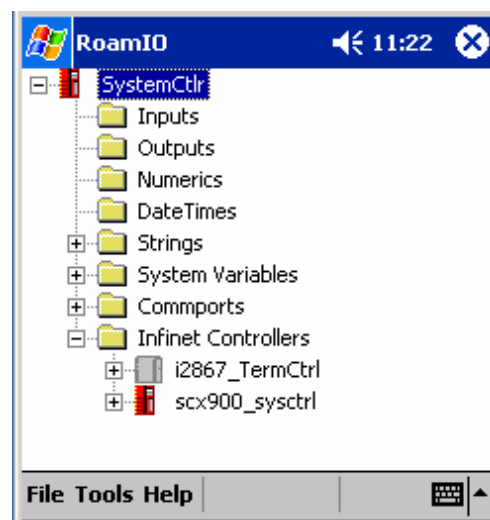 RoamIO 11:22
SystemCtlr
Inputs
Outputs
Numerics
DateTimes
Strings
System Variables
Commports
Infinet Controllers
i2867_TermCtrl
scx900_sysctrl
File Tools Help